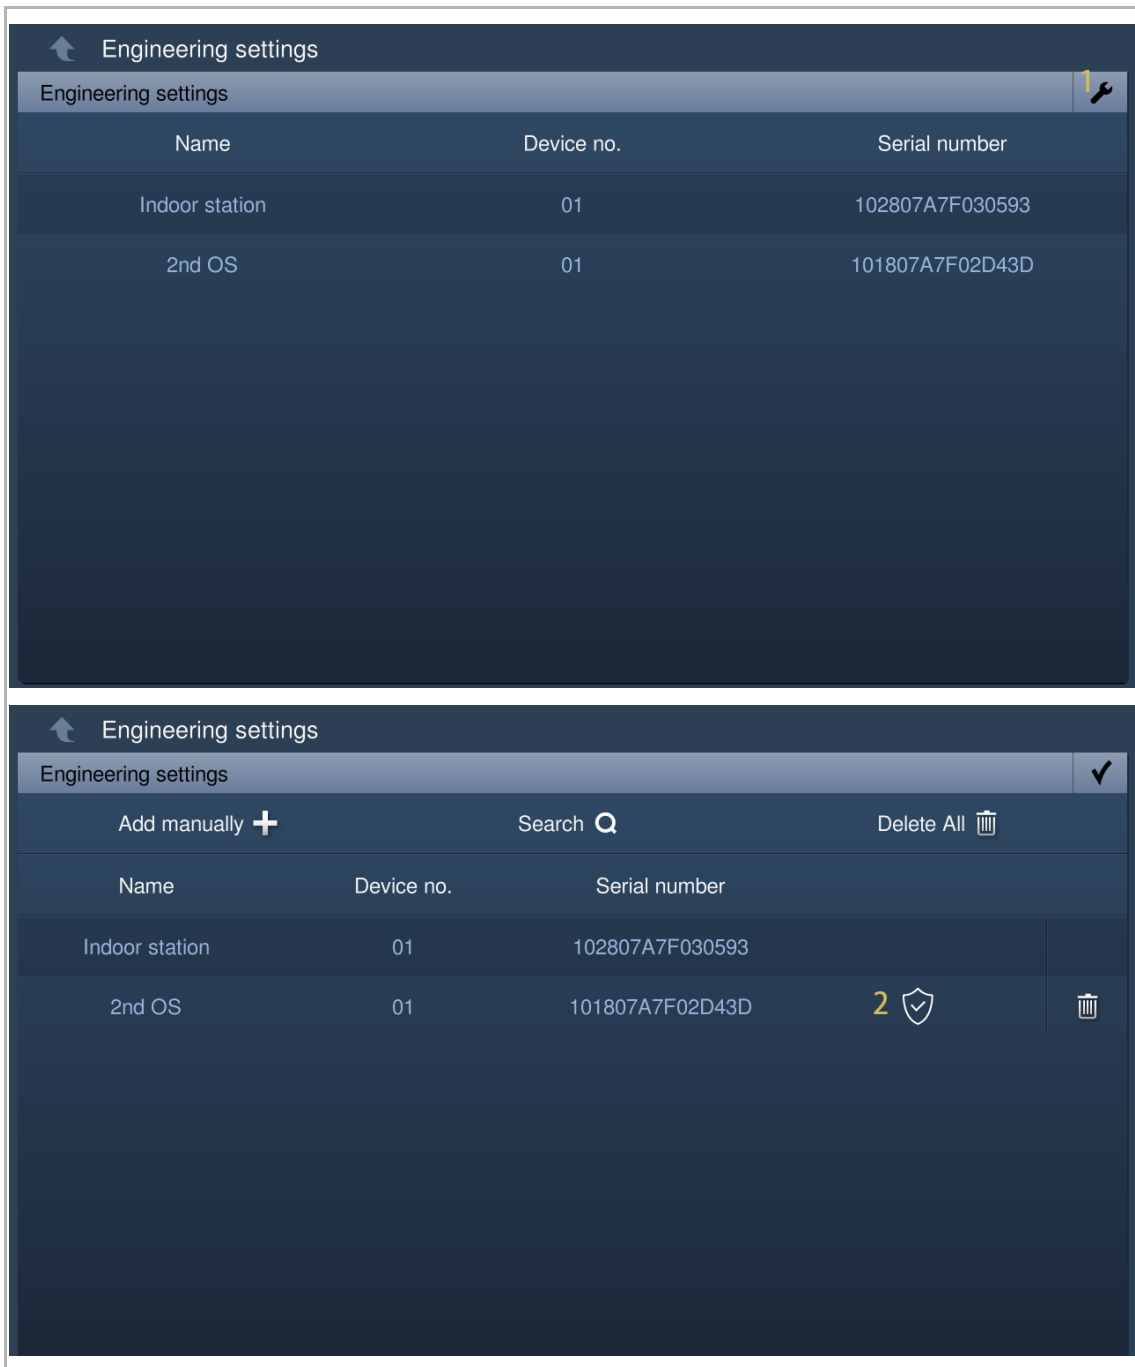 Engineering settings
Engineering settings 1
Name Device no. Serial number
Indoor station 01 102807A7F030593
2nd OS 01 101807A7F02D43D
Engineering settings
Engineering settings
Add manually Search Delete All
Name Device no. Serial number
Indoor station 01 102807A7F030593
2nd OS 01 101807A7F02D43D 2